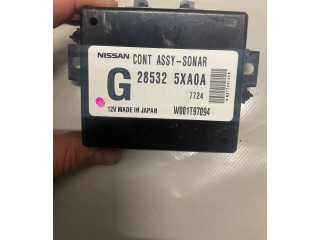 NISSAN CONT ASSY-SONAR
G 28532 5XA0A
7724
12V MADE IN JAPAN W001T97094